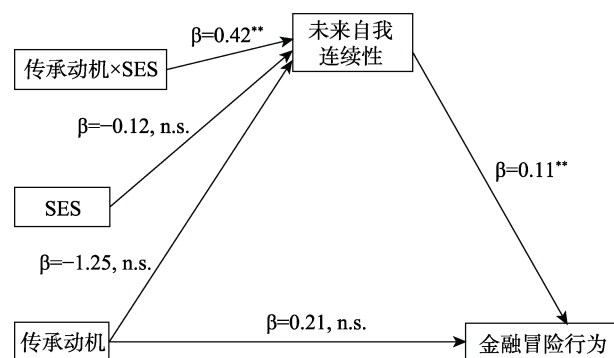 β=0.42**
未来自我
连续性
传承动机×SES
β=−0.12, n.s.
β=0.11**
SES
β=−1.25, n.s.
β=0.21, n.s.
传承动机
金融冒险行为